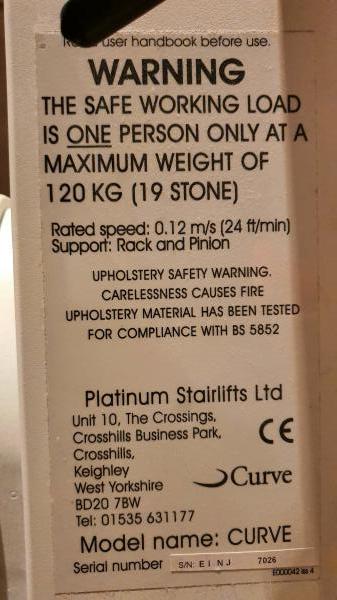 user handbook before use.
WARNING
THE SAFE WORKING LOAD
IS ONE PERSON ONLY AT A
MAXIMUM WEIGHT OF
120 KG (19 STONE)
Rated speed: 0.12 m/s (24 ft/min)
Support: Rack and Pinion
UPHOLSTERY SAFETY WARNING.
CARELESSNESS CAUSES FIRE
UPHOLSTERY MATERIAL HAS BEEN TESTED
FOR COMPLIANCE WITH BS 5852
Platinum Stairlifts Ltd
Unit 10, The Crossings,
Crosshills Business Park,
Crosshills,
Keighley
West Yorkshire
BD20 7BW
Tel: 01535 631177
CE
Curve
Model name: CURVE
Serial number S/N: E I N J 7026
E000042 iss 4